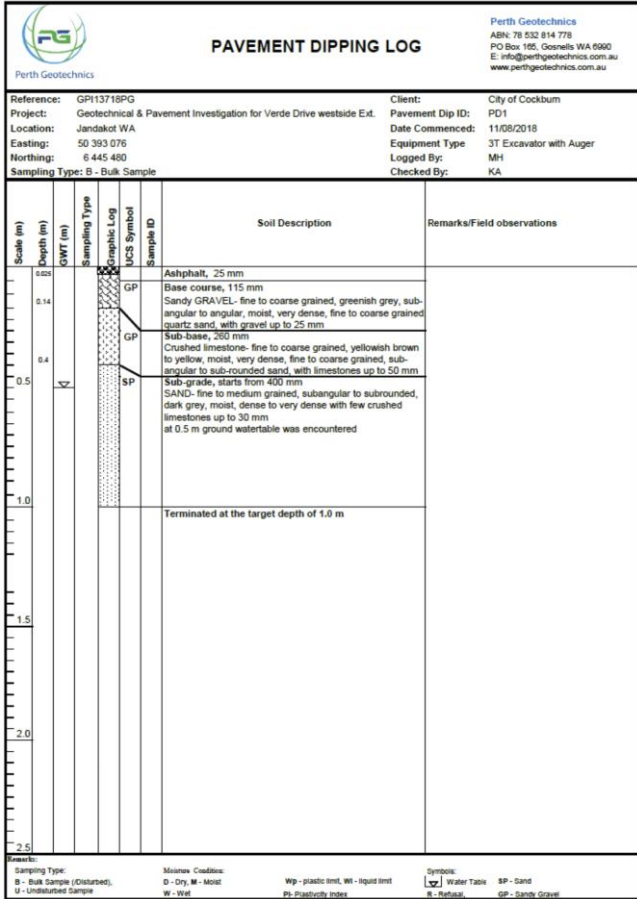 PG
Perth Geotechnics
PAVEMENT DIPPING LOG
Perth Geotechnics
ABN: 78 532 814 778
PO Box 165, Gosnells WA 6990
E: info@perthgeotechnics.com.au
www.perthgeotechnics.com.au
Reference: GPI13718PG
Project: Geotechnical & Pavement Investigation for Verde Drive westside Ext.
Location: Jandakot WA
Easting: 50 393 076
Northing: 6 445 480
Sampling Type: B - Bulk Sample
Client: City of Cockburn
Pavement Dip ID: PD1
Date Commenced: 11/08/2018
Equipment Type 3T Excavator with Auger
Logged By: MH
Checked By: KA
Scale (m)
Depth (m)
GWT (m)
Sampling Type
Graphic Log
UCS Symbol
Sample ID
Soil Description
Remarks/Field observations
0.025
Ashphalt, 25 mm
GP
Base course, 115 mm
0.14
Sandy GRAVEL- fine to coarse grained, greenish grey, sub-
angular to angular, moist, very dense, fine to coarse grained
quartz sand, with gravel up to 25 mm
GP
Sub-base, 260 mm
Crushed limestone- fine to coarse grained, yellowish brown
to yellow, moist, very dense, fine to coarse grained, sub-
angular to sub-rounded sand, with limestones up to 50 mm
0.4
0.5
SP
Sub-grade, starts from 400 mm
SAND- fine to medium grained, subangular to subrounded,
dark grey, moist, dense to very dense with few crushed
limestones up to 30 mm
at 0.5 m ground watertable was encountered
1.0
Terminated at the target depth of 1.0 m
1.5
2.0
2.5
Remarks:
Sampling Type:
B - Bulk Sample (/Disturbed),
U - Undisturbed Sample
Moisture Condition:
D - Dry, M - Moist
W - Wet
Wp - plastic limit, Wl - liquid limit
PI- Plastivcity Index
Symbols:
Water Table SP - Sand
R - Refusal, GP - Sandy Gravel